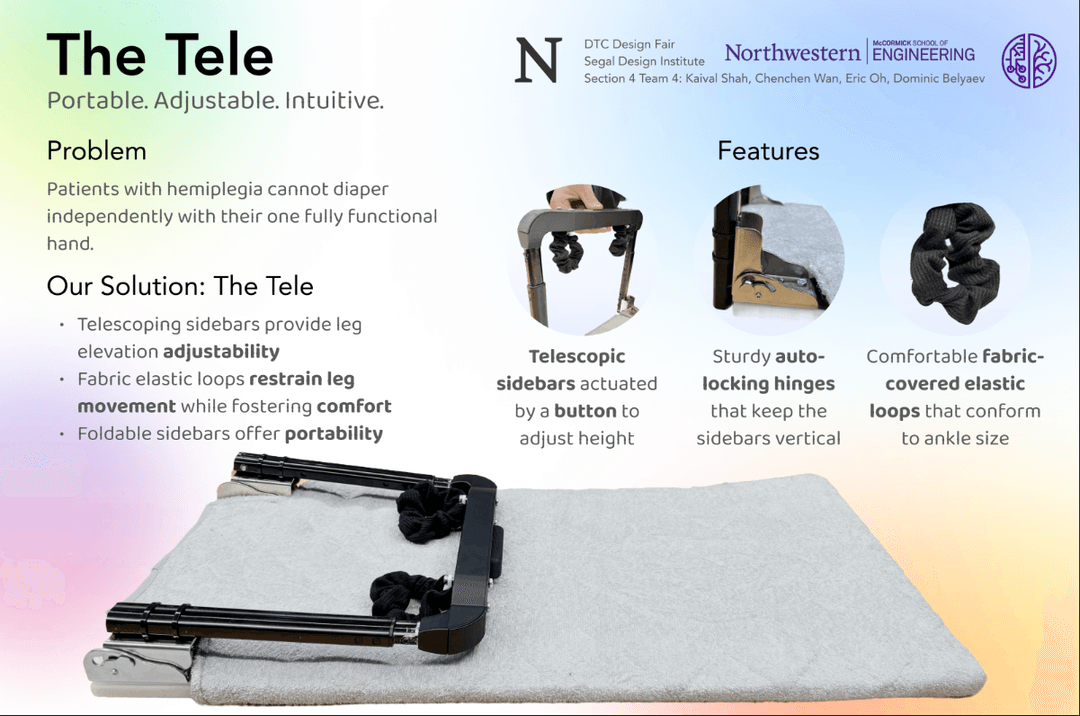 The Tele
Portable. Adjustable. Intuitive.
N
DTC Design Fair
Segal Design Institute
Section 4 Team 4: Kaival Shah, Chenchen Wan, Eric Oh, Dominic Belyaev
Northwestern
McCORMICK SCHOOL OF
ENGINEERING
Problem
Patients with hemiplegia cannot diaper
independently with their one fully functional
hand.
Our Solution: The Tele
• Telescoping sidebars provide leg
elevation adjustability
• Fabric elastic loops restrain leg
movement while fostering comfort
• Foldable sidebars offer portability
Features
Telescopic
sidebars actuated
by a button to
adjust height
Sturdy auto-
locking hinges
that keep the
sidebars vertical
Comfortable fabric-
covered elastic
loops that conform
to ankle size